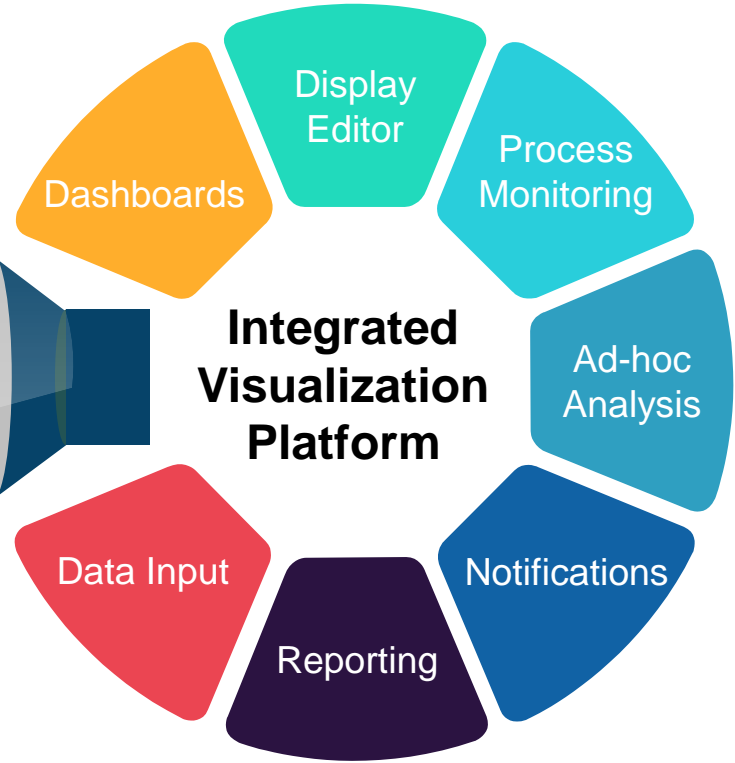 Display
Editor
Process
Monitoring
Dashboards
Integrated
Visualization
Platform
Ad-hoc
Analysis
Data Input
Notifications
Reporting